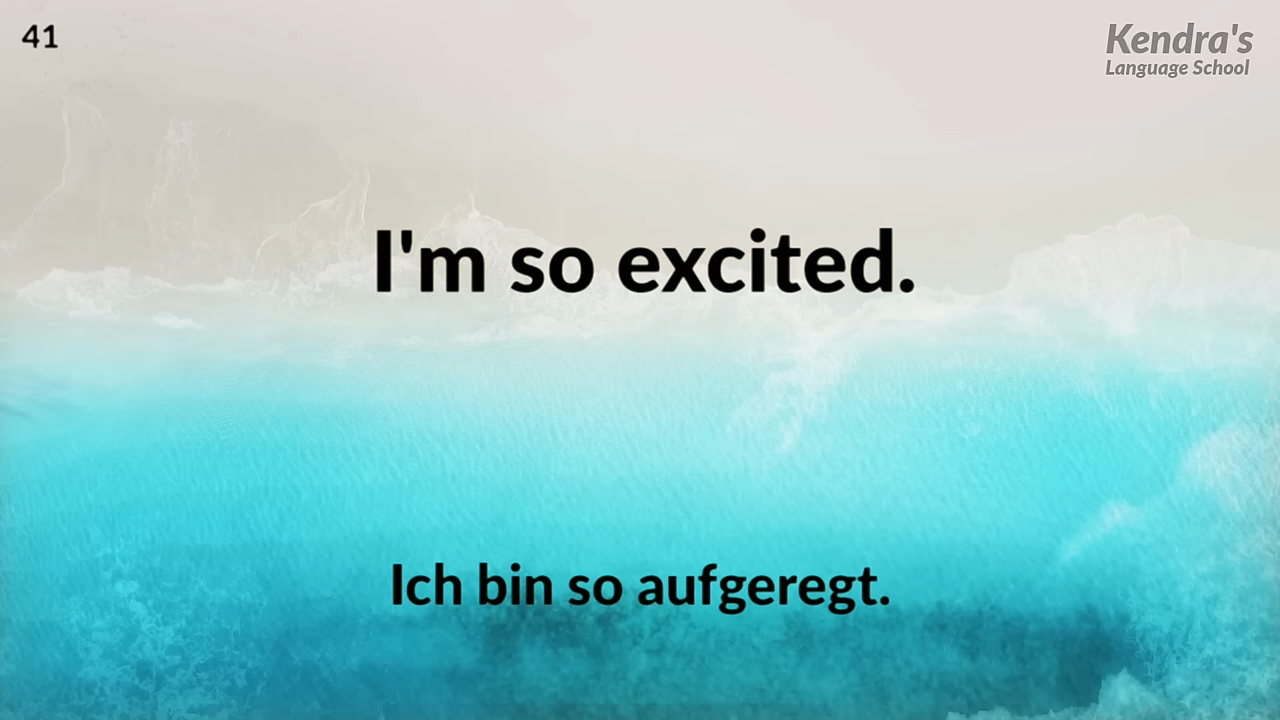 41
Kendra's
Language School
I'm so excited.
Ich bin so aufgeregt.